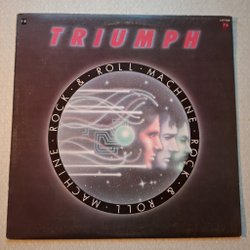 TRIUMPH
ROCK & ROLL MACHINE · ROCK & ROLL MACHINE ·